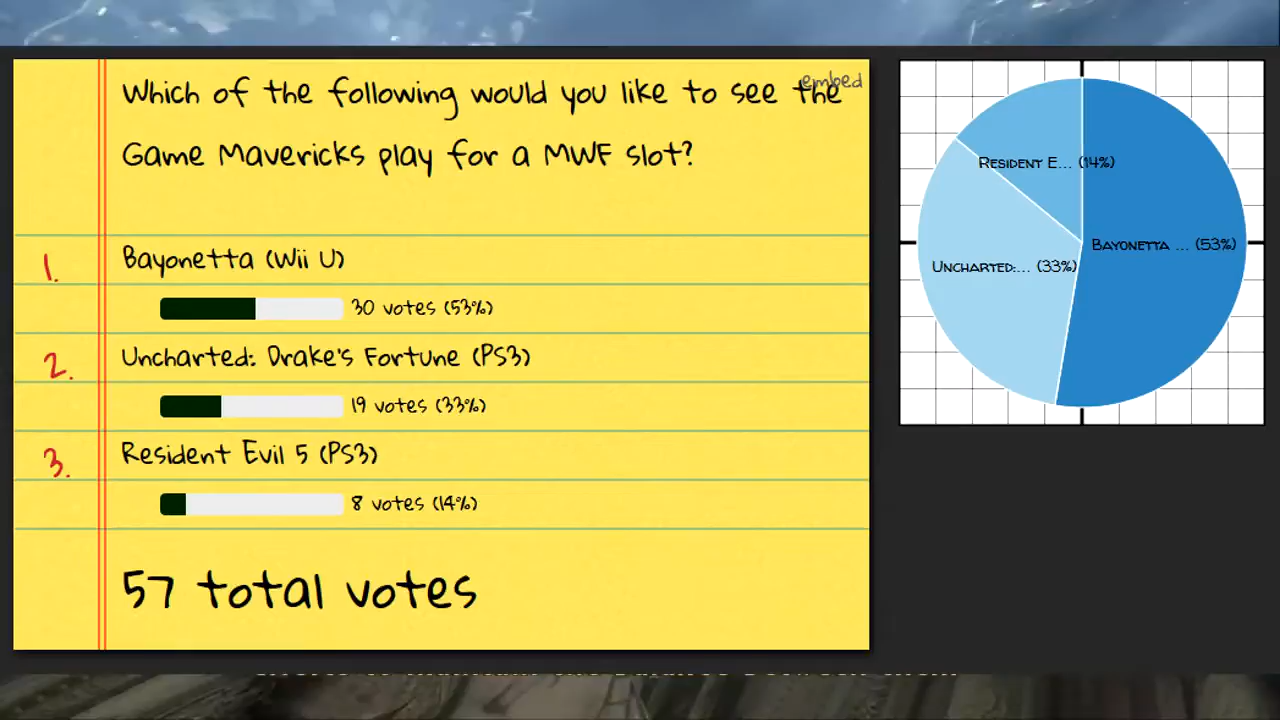 embed
Which of the following would you like to see the
Game Mavericks play for a MWF slot?
1. Bayonetta (Wii U)
30 votes (53%)
2. Uncharted: Drake's Fortune (PS3)
19 votes (33%)
3. Resident Evil 5 (PS3)
8 votes (14%)
57 total votes
Resident E... (14%)
Bayonetta ... (53%)
Uncharted:... (33%)